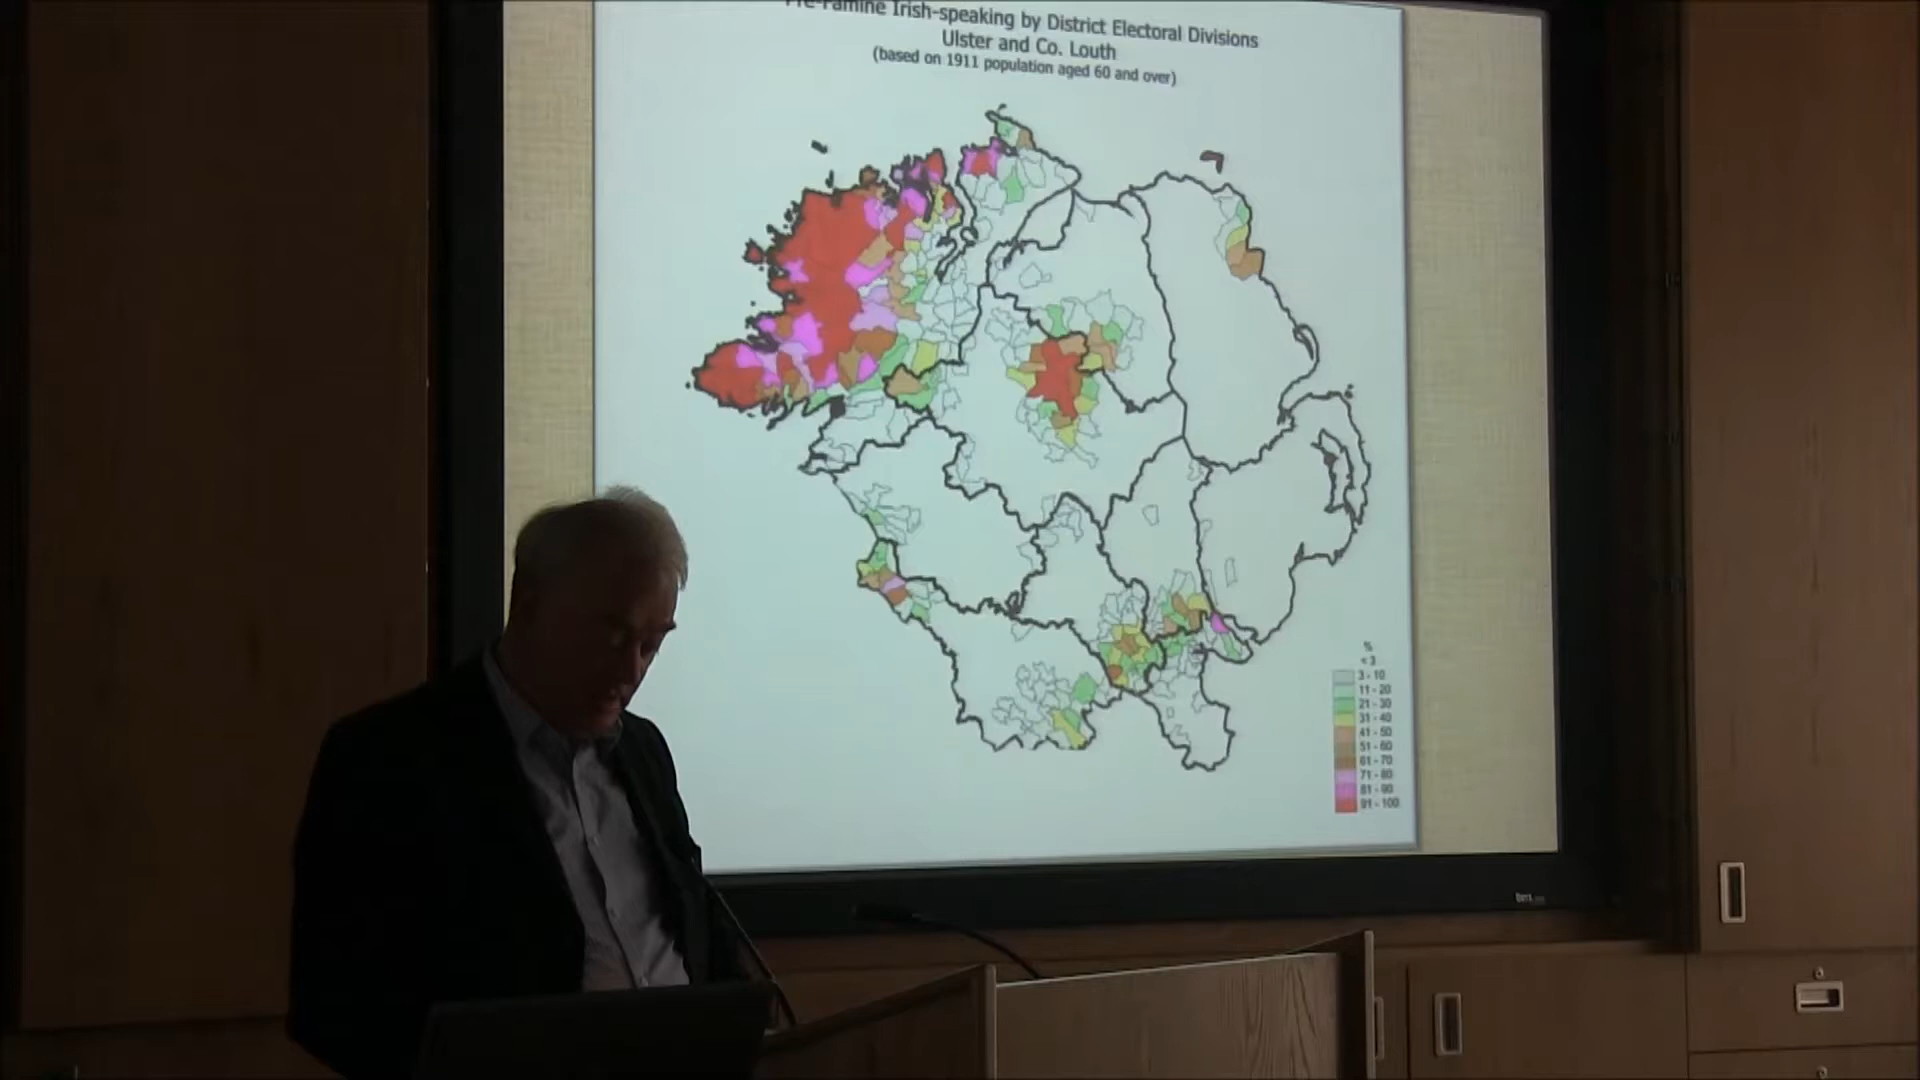 Pre-Famine Irish-speaking by District Electoral Divisions
Ulster and Co. Louth
(based on 1911 population aged 60 and over)
%
< 3
3 - 10
11 - 20
21 - 30
31 - 40
41 - 50
51 - 60
61 - 70
71 - 80
81 - 90
91 - 100